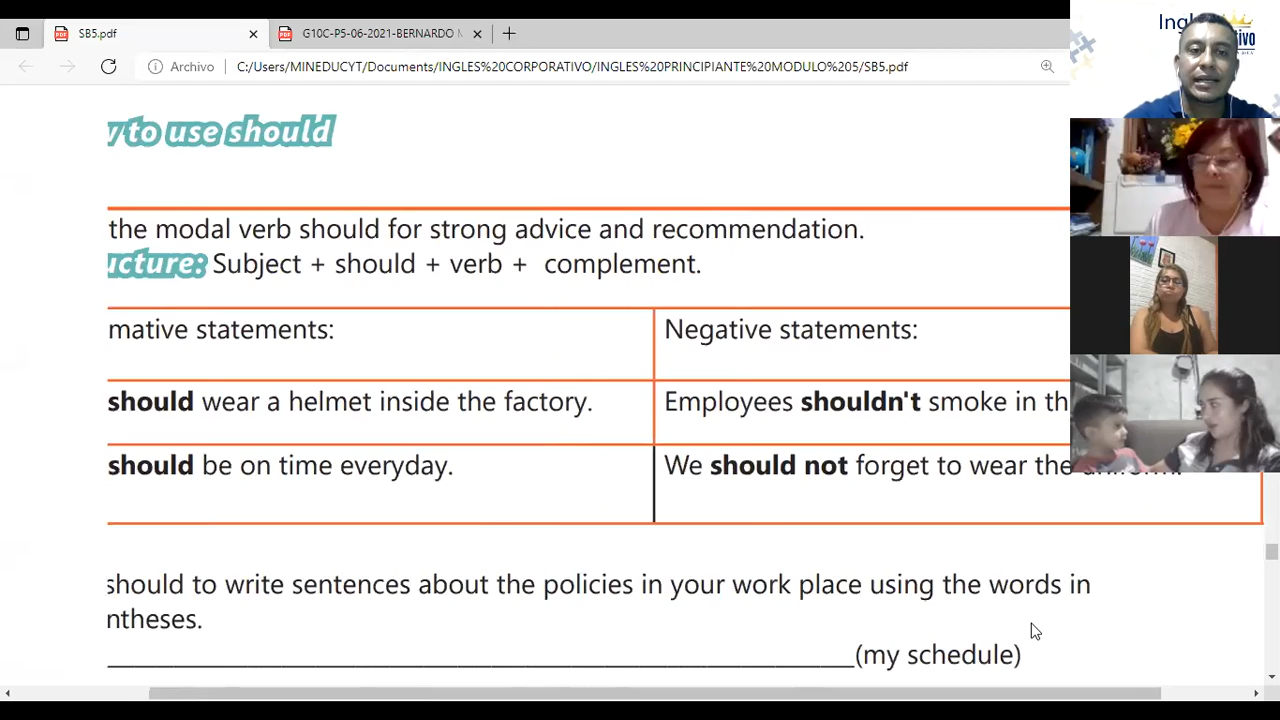 SB5.pdf
G10C-P5-06-2021-BERNARDO
Archivo
C:/Users/MINEDUCYT/Documents/INGLES%20CORPORATIVO/INGLES%20PRINCIPIANTE%20MODULO%205/SB5.pdf
Ingl
ivo
y to use should
the modal verb should for strong advice and recommendation.
ucture: Subject + should + verb + complement.
mative statements:
Negative statements:
should wear a helmet inside the factory.
Employees shouldn't smoke in th
should be on time everyday.
We should not forget to wear the uniform.
should to write sentences about the policies in your work place using the words in
ntheses.
(my schedule)